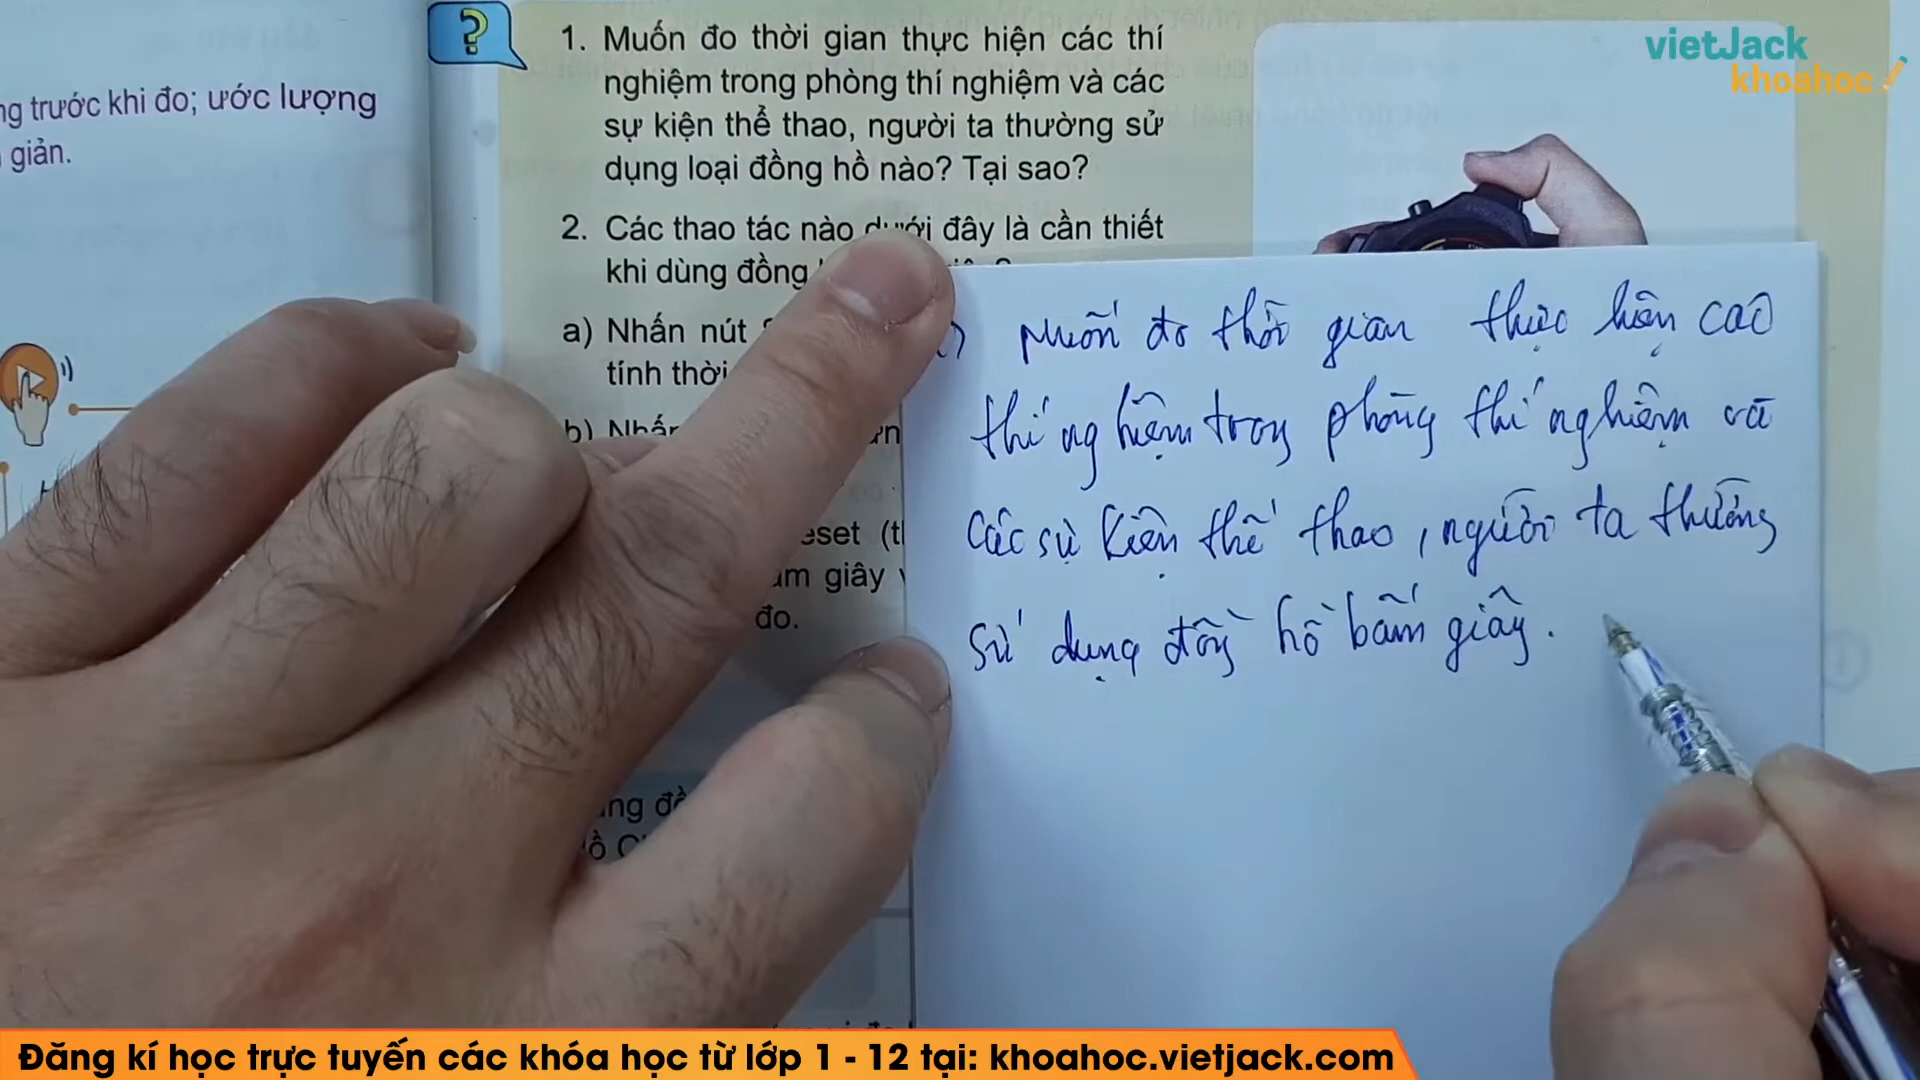 vietJack
khoahoc
ng trước khi đo; ước lượng
giản.
?
1. Muốn đo thời gian thực hiện các thí
nghiệm trong phòng thí nghiệm và các
sự kiện thể thao, người ta thường sử
dụng loại đồng hồ nào? Tại sao?
2. Các thao tác nào dưới đây là cần thiết
khi dùng đồng
a) Nhấn nút
tính thời
b) Nhấn
eset (t
ấm giây
đo.
Muốn đo thời gian thực hiện các
thí nghiệm trong phòng thí nghiệm và
các sự kiện thể thao, người ta thường
sử dụng đồng hồ bấm giây.
Đăng kí học trực tuyến các khóa học từ lớp 1 - 12 tại: khoahoc.vietjack.com